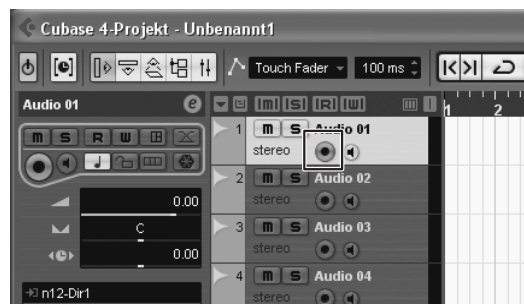 Cubase 4-Projekt - Unbenannt1
Touch Fader 100 ms
Audio 01 e [M] [S] [R] [W] 1 2
m S R W
1 m S Audio 01
stereo
0.00
2 m S Audio 02
stereo
C
3 m S Audio 03
0.00
stereo
4 m S Audio 04
n12-Dir1
stereo